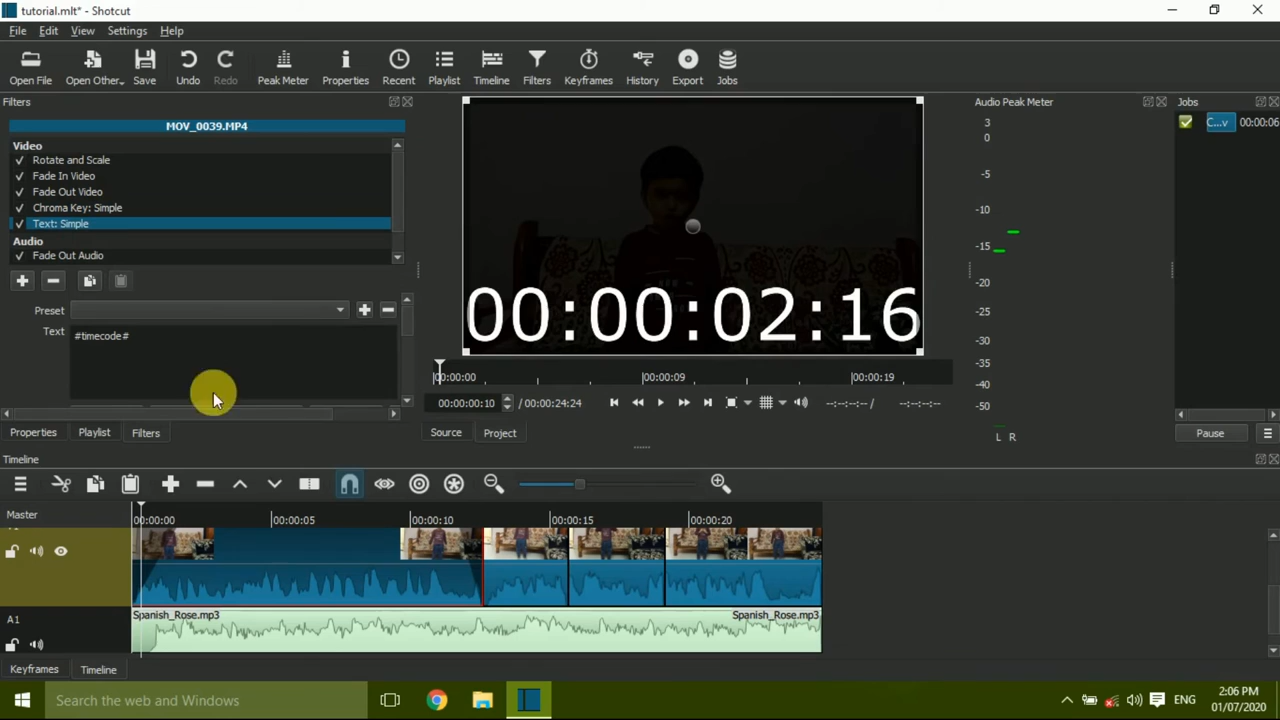 tutorial.mlt* - Shotcut
File Edit View Settings Help
Open File Open Other... Save Undo Redo Peak Meter Properties Recent Playlist Timeline Filters Keyframes History Export Jobs
Filters
MOV_0039.MP4
Video
Rotate and Scale
Fade In Video
Fade Out Video
Chroma Key: Simple
Text: Simple
Audio
Fade Out Audio
Preset
Text #timecode#
Properties Playlist Filters
00:00:02:16
00:00:00 00:00:09 00:00:19
00:00:00:10 / 00:00:24:24 --:--:--:-- / --:--:--:--
Source Project
Audio Peak Meter
3
0
-5
-10
-15
-20
-25
-30
-35
-40
-50
L R
Jobs
C...v 00:00:06
Pause
Timeline
Master 00:00:00 00:00:05 00:00:10 00:00:15 00:00:20
A1 Spanish_Rose.mp3 Spanish_Rose.mp3
Keyframes Timeline
Search the web and Windows
ENG
2:06 PM
01/07/2020